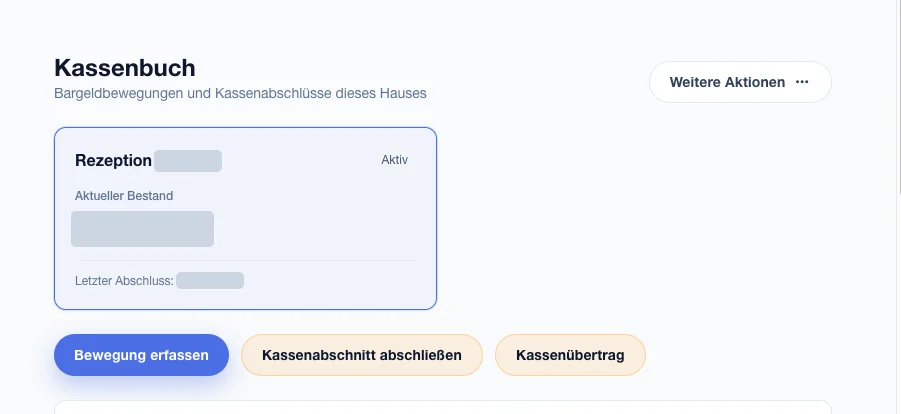 Kassenbuch
Bargeldbewegungen und Kassenabschlüsse dieses Hauses
Weitere Aktionen ···
Rezeption
Aktiv
Aktueller Bestand
Letzter Abschluss:
Bewegung erfassen
Kassenabschnitt abschließen
Kassenübertrag